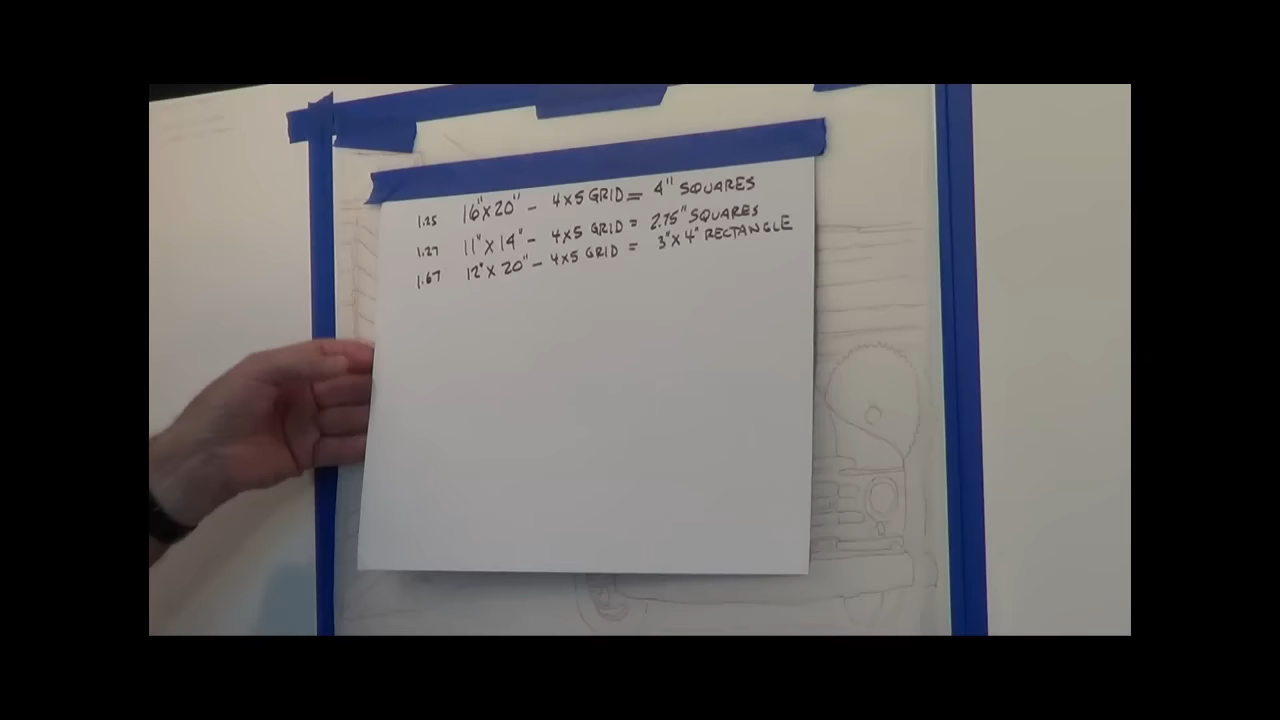 1.25 16"x20" - 4x5 GRID = 4" SQUARES
1.27 11"x14" - 4x5 GRID = 2.75" SQUARES
1.67 12"x20" - 4x5 GRID = 3"x4" RECTANGLE